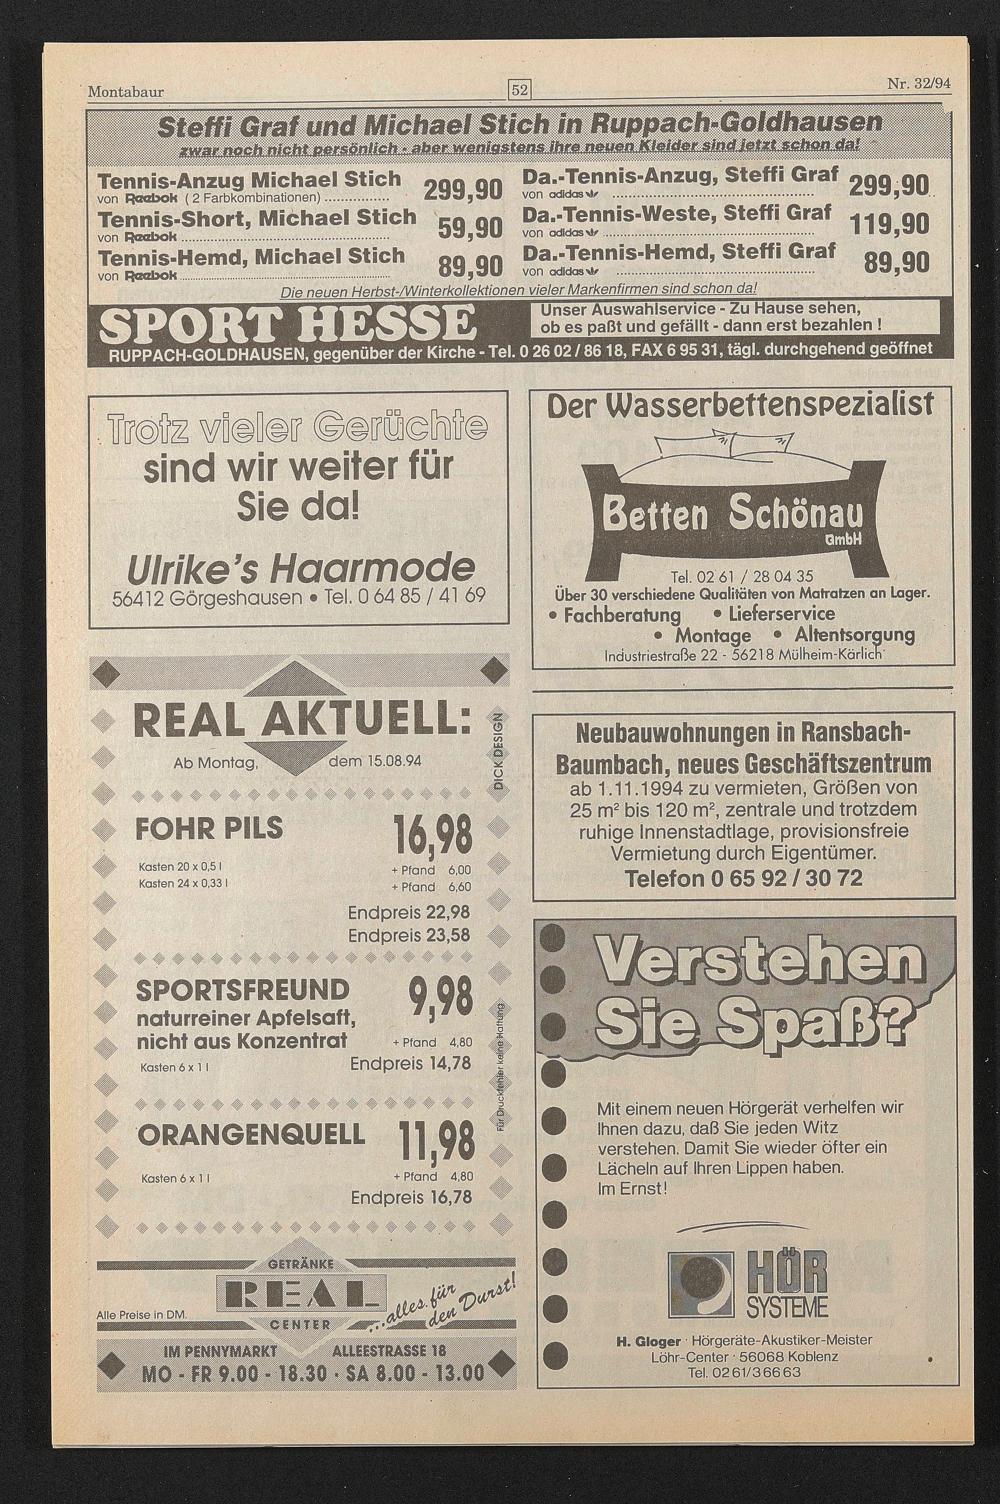 Montabaur
52
Nr. 32/94
Steffi Graf und Michael Stich in Ruppach-Goldhausen
zwar noch nicht persönlich - aber wenigstens ihre neuen Kleider sind jetzt schon da!
Tennis-Anzug Michael Stich 299,90
von Reebok ( 2 Farbkombinationen) ................
Tennis-Short, Michael Stich 59,90
von Reebok ................
Tennis-Hemd, Michael Stich 89,90
von Reebok ................
Da.-Tennis-Anzug, Steffi Graf 299,90
von adidas ................
Da.-Tennis-Weste, Steffi Graf 119,90
von adidas ................
Da.-Tennis-Hemd, Steffi Graf 89,90
von adidas ................
Die neuen Herbst-/Winterkollektionen vieler Markenfirmen sind schon da!
SPORT HESSE
Unser Auswahlservice - Zu Hause sehen,
ob es paßt und gefällt - dann erst bezahlen !
RUPPACH-GOLDHAUSEN, gegenüber der Kirche - Tel. 0 26 02 / 86 18, FAX 6 95 31, tägl. durchgehend geöffnet
Trotz vieler Gerüchte
sind wir weiter für
Sie da!
Ulrike's Haarmode
56412 Görgeshausen • Tel. 0 64 85 / 41 69
Der Wasserbettenspezialist
Betten Schönau
GmbH
Tel. 02 61 / 28 04 35
Über 30 verschiedene Qualitäten von Matratzen an Lager.
• Fachberatung • Lieferservice
• Montage • Altentsorgung
Industriestraße 22 - 56218 Mülheim-Kärlich
REAL AKTUELL:
Ab Montag, dem 15.08.94
DICK DESIGN
FOHR PILS 16,98
Kasten 20 x 0,5 l + Pfand 6,00
Kasten 24 x 0,33 l + Pfand 6,60
Endpreis 22,98
Endpreis 23,58
SPORTSFREUND 9,98
naturreiner Apfelsaft,
nicht aus Konzentrat + Pfand 4,80
Kasten 6 x 1 l Endpreis 14,78
Für Druckfehler keine Haftung
ORANGENQUELL 11,98
Kasten 6 x 1 l + Pfand 4,80
Endpreis 16,78
GETRÄNKE
REAL
CENTER
Alle Preise in DM.
...alles für
den Durst!
IM PENNYMARKT ALLEESTRASSE 18
MO - FR 9.00 - 18.30 · SA 8.00 - 13.00
Neubauwohnungen in Ransbach-
Baumbach, neues Geschäftszentrum
ab 1.11.1994 zu vermieten, Größen von
25 m² bis 120 m², zentrale und trotzdem
ruhige Innenstadtlage, provisionsfreie
Vermietung durch Eigentümer.
Telefon 0 65 92 / 30 72
Verstehen
Sie Spaß?
Mit einem neuen Hörgerät verhelfen wir
Ihnen dazu, daß Sie jeden Witz
verstehen. Damit Sie wieder öfter ein
Lächeln auf Ihren Lippen haben.
Im Ernst!
HÖR
SYSTEME
H. Gloger · Hörgeräte-Akustiker-Meister
Löhr-Center · 56068 Koblenz
Tel. 02 61/3 66 63